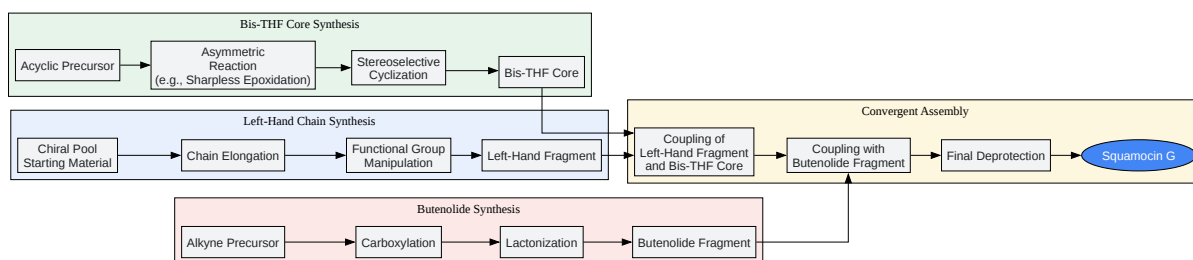 Bis-THF Core Synthesis
Acyclic Precursor
Asymmetric
Reaction
(e.g., Sharpless Epoxidation)
Stereoselective
Cyclization
Bis-THF Core
Left-Hand Chain Synthesis
Chiral Pool
Starting Material
Chain Elongation
Functional Group
Manipulation
Left-Hand Fragment
Convergent Assembly
Coupling of
Left-Hand Fragment
and Bis-THF Core
Coupling with
Butenolide Fragment
Final Deprotection
Squamocin G
Butenolide Synthesis
Alkyne Precursor
Carboxylation
Lactonization
Butenolide Fragment